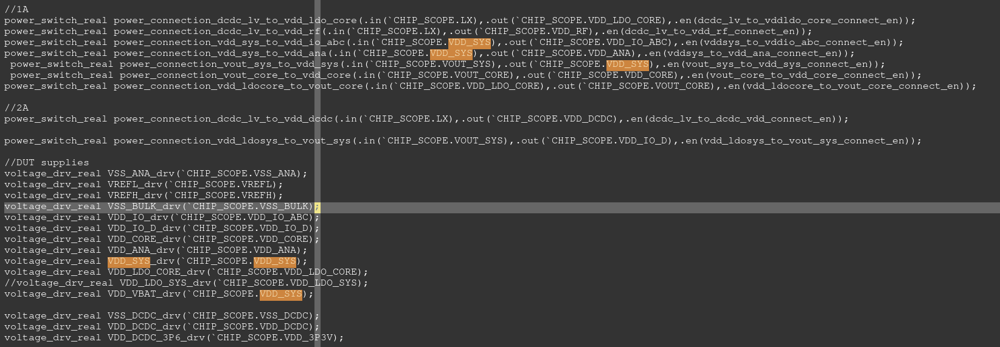 //1A
power_switch_real power_connection_dcdc_lv_to_vdd_ldo_core(.in(`CHIP_SCOPE.LX),.out(`CHIP_SCOPE.VDD_LDO_CORE),.en(dcdc_lv_to_vddldo_core_connect_en));
power_switch_real power_connection_dcdc_lv_to_vdd_rf(.in(`CHIP_SCOPE.LX),.out(`CHIP_SCOPE.VDD_RF),.en(dcdc_lv_to_vdd_rf_connect_en));
power_switch_real power_connection_vdd_sys_to_vdd_io_abc(.in(`CHIP_SCOPE.VDD_SYS),.out(`CHIP_SCOPE.VDD_IO_ABC),.en(vddsys_to_vddio_abc_connect_en));
power_switch_real power_connection_vdd_sys_to_vdd_ana(.in(`CHIP_SCOPE.VDD_SYS),.out(`CHIP_SCOPE.VDD_ANA),.en(vddsys_to_vdd_ana_connect_en));
 power_switch_real power_connection_vout_sys_to_vdd_sys(.in(`CHIP_SCOPE.VOUT_SYS),.out(`CHIP_SCOPE.VDD_SYS),.en(vout_sys_to_vdd_sys_connect_en));
 power_switch_real power_connection_vout_core_to_vdd_core(.in(`CHIP_SCOPE.VOUT_CORE),.out(`CHIP_SCOPE.VDD_CORE),.en(vout_core_to_vdd_core_connect_en));
power_switch_real power_connection_vdd_ldocore_to_vout_core(.in(`CHIP_SCOPE.VDD_LDO_CORE),.out(`CHIP_SCOPE.VOUT_CORE),.en(vdd_ldocore_to_vout_core_connect_en));

//2A
power_switch_real power_connection_dcdc_lv_to_vdd_dcdc(.in(`CHIP_SCOPE.LX),.out(`CHIP_SCOPE.VDD_DCDC),.en(dcdc_lv_to_dcdc_vdd_connect_en));

power_switch_real power_connection_vdd_ldosys_to_vout_sys(.in(`CHIP_SCOPE.VOUT_SYS),.out(`CHIP_SCOPE.VDD_IO_D),.en(vdd_ldosys_to_vout_sys_connect_en));

//DUT supplies
voltage_drv_real VSS_ANA_drv(`CHIP_SCOPE.VSS_ANA);
voltage_drv_real VREFL_drv(`CHIP_SCOPE.VREFL);
voltage_drv_real VREFH_drv(`CHIP_SCOPE.VREFH);
voltage_drv_real VSS_BULK_drv(`CHIP_SCOPE.VSS_BULK);
voltage_drv_real VDD_IO_drv(`CHIP_SCOPE.VDD_IO_ABC);
voltage_drv_real VDD_IO_D_drv(`CHIP_SCOPE.VDD_IO_D);
voltage_drv_real VDD_CORE_drv(`CHIP_SCOPE.VDD_CORE);
voltage_drv_real VDD_ANA_drv(`CHIP_SCOPE.VDD_ANA);
voltage_drv_real VDD_SYS_drv(`CHIP_SCOPE.VDD_SYS);
voltage_drv_real VDD_LDO_CORE_drv(`CHIP_SCOPE.VDD_LDO_CORE);
//voltage_drv_real VDD_LDO_SYS_drv(`CHIP_SCOPE.VDD_LDO_SYS);
voltage_drv_real VDD_VBAT_drv(`CHIP_SCOPE.VDD_SYS);

voltage_drv_real VSS_DCDC_drv(`CHIP_SCOPE.VSS_DCDC);
voltage_drv_real VDD_DCDC_drv(`CHIP_SCOPE.VDD_DCDC);
voltage_drv_real VDD_DCDC_3P6_drv(`CHIP_SCOPE.VDD_3P3V);